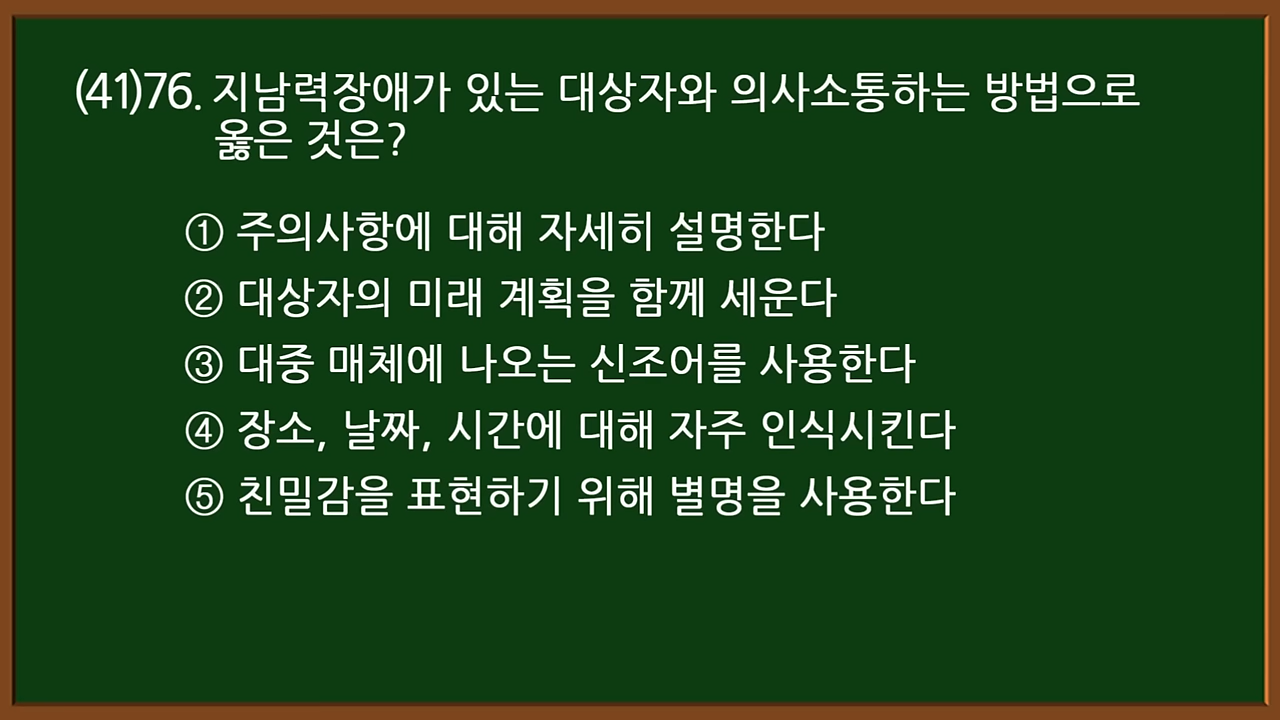 (41)76. 지남력장애가 있는 대상자와 의사소통하는 방법으로
옳은 것은?
① 주의사항에 대해 자세히 설명한다
② 대상자의 미래 계획을 함께 세운다
③ 대중 매체에 나오는 신조어를 사용한다
④ 장소, 날짜, 시간에 대해 자주 인식시킨다
⑤ 친밀감을 표현하기 위해 별명을 사용한다